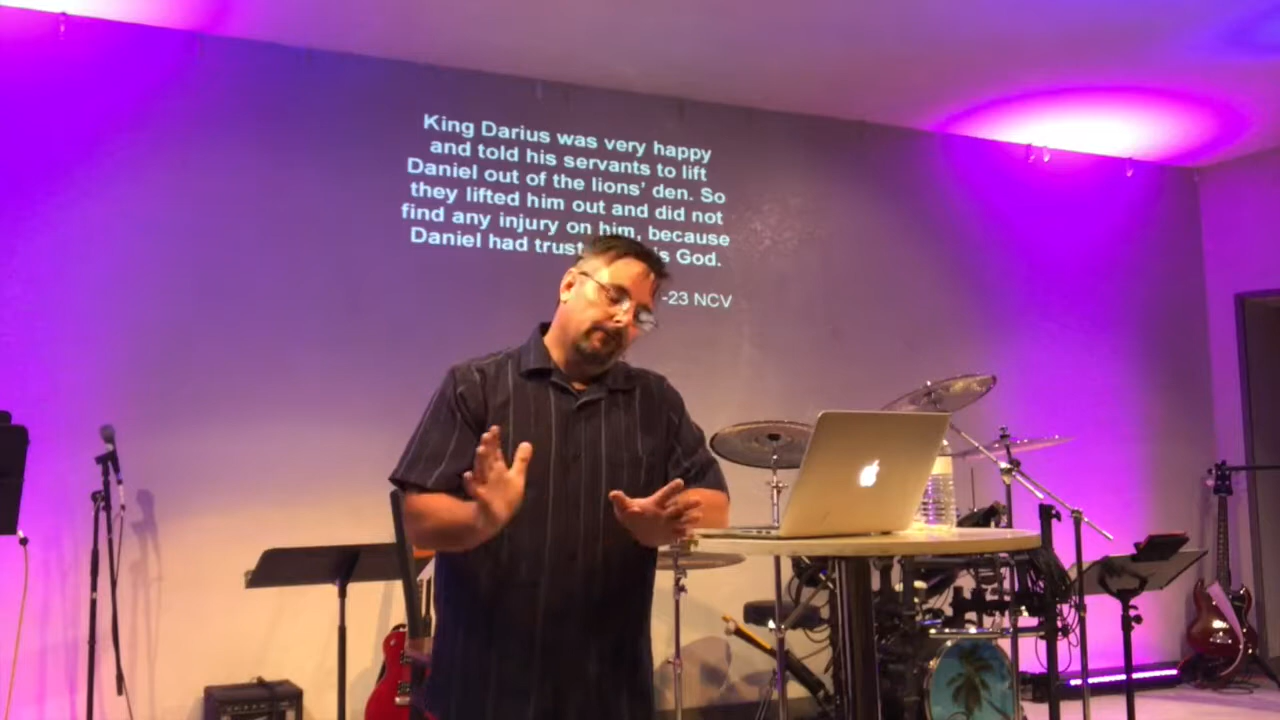 King Darius was very happy
and told his servants to lift
Daniel out of the lions' den. So
they lifted him out and did not
find any injury on him, because
Daniel had trust s God.
-23 NCV